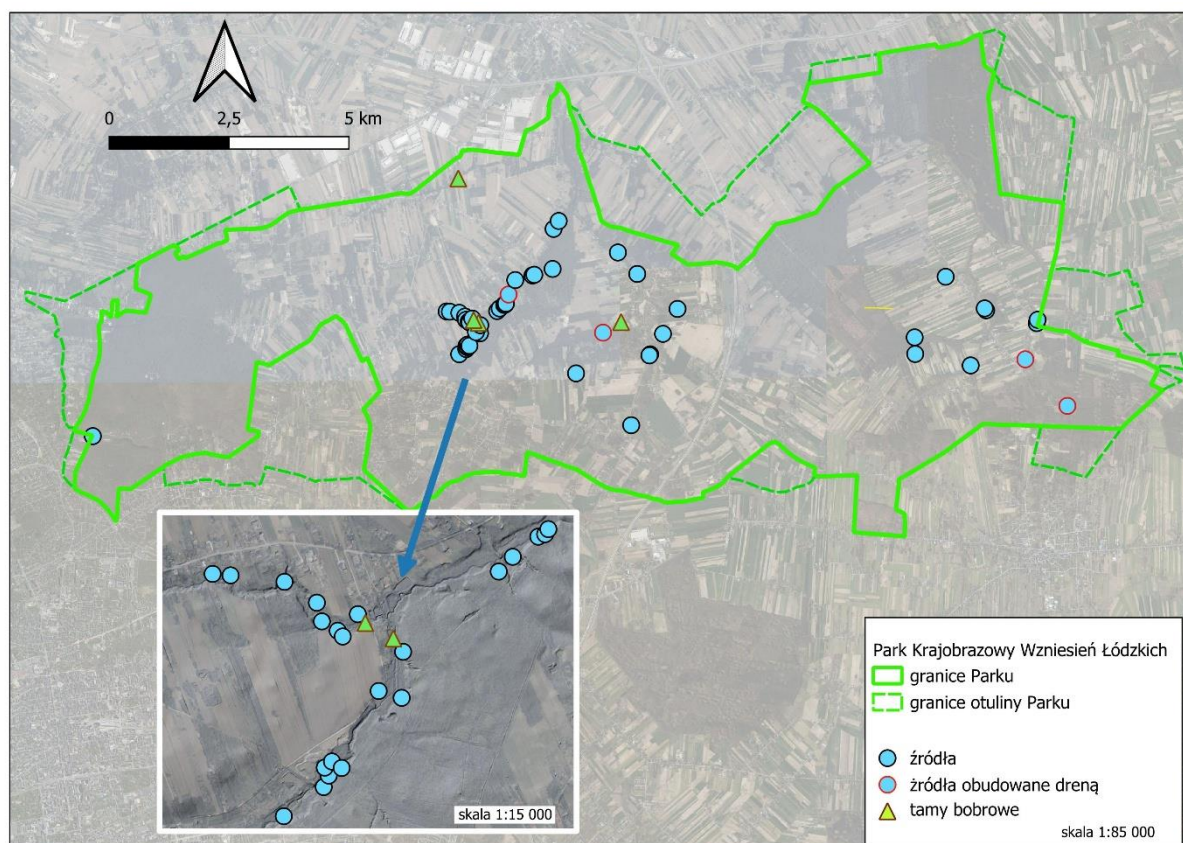 0 2,5 5 km
skala 1:15 000
Park Krajobrazowy Wzniesień Łódzkich
granice Parku
granice otuliny Parku
źródła
żródła obudowane dreną
tamy bobrowe
skala 1:85 000